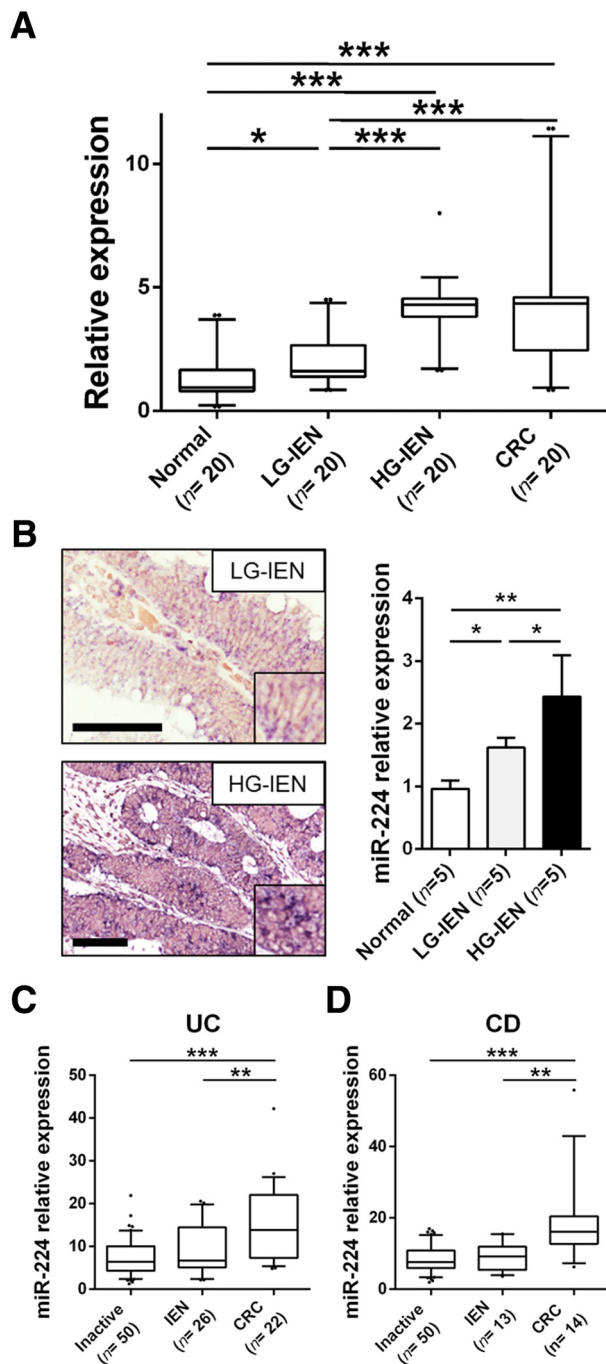 A
***
***
***
*
***
Relative expression
10
5
0
Normal
(n= 20)
LG-IEN
(n= 20)
HG-IEN
(n= 20)
CRC
(n= 20)
B
LG-IEN
HG-IEN
miR-224 relative expression
4
3
2
1
0
**
*
*
Normal (n=5)
LG-IEN (n=5)
HG-IEN (n=5)
C
UC
miR-224 relative expression
50
40
30
20
10
0
***
**
Inactive
(n= 50)
IEN
(n= 26)
CRC
(n= 22)
D
CD
miR-224 relative expression
60
40
20
0
***
**
Inactive
(n= 50)
IEN
(n= 13)
CRC
(n= 14)